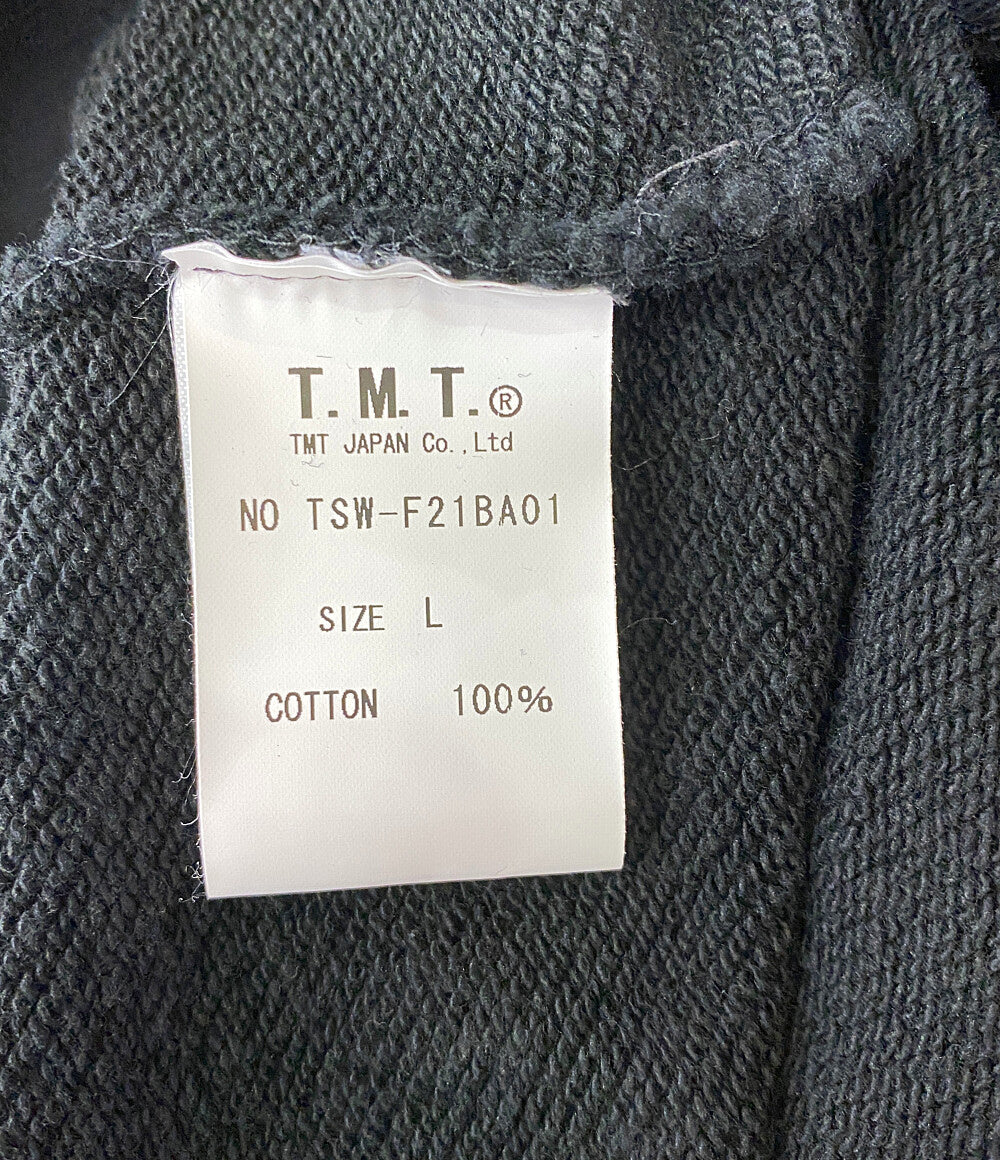 T.M.T.®
TMT JAPAN Co.,Ltd
NO TSW-F21BA01
SIZE L
COTTON 100%